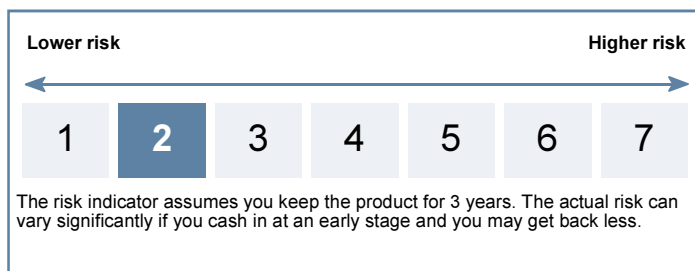 Lower risk Higher risk
1 2 3 4 5 6 7
The risk indicator assumes you keep the product for 3 years. The actual risk can
vary significantly if you cash in at an early stage and you may get back less.